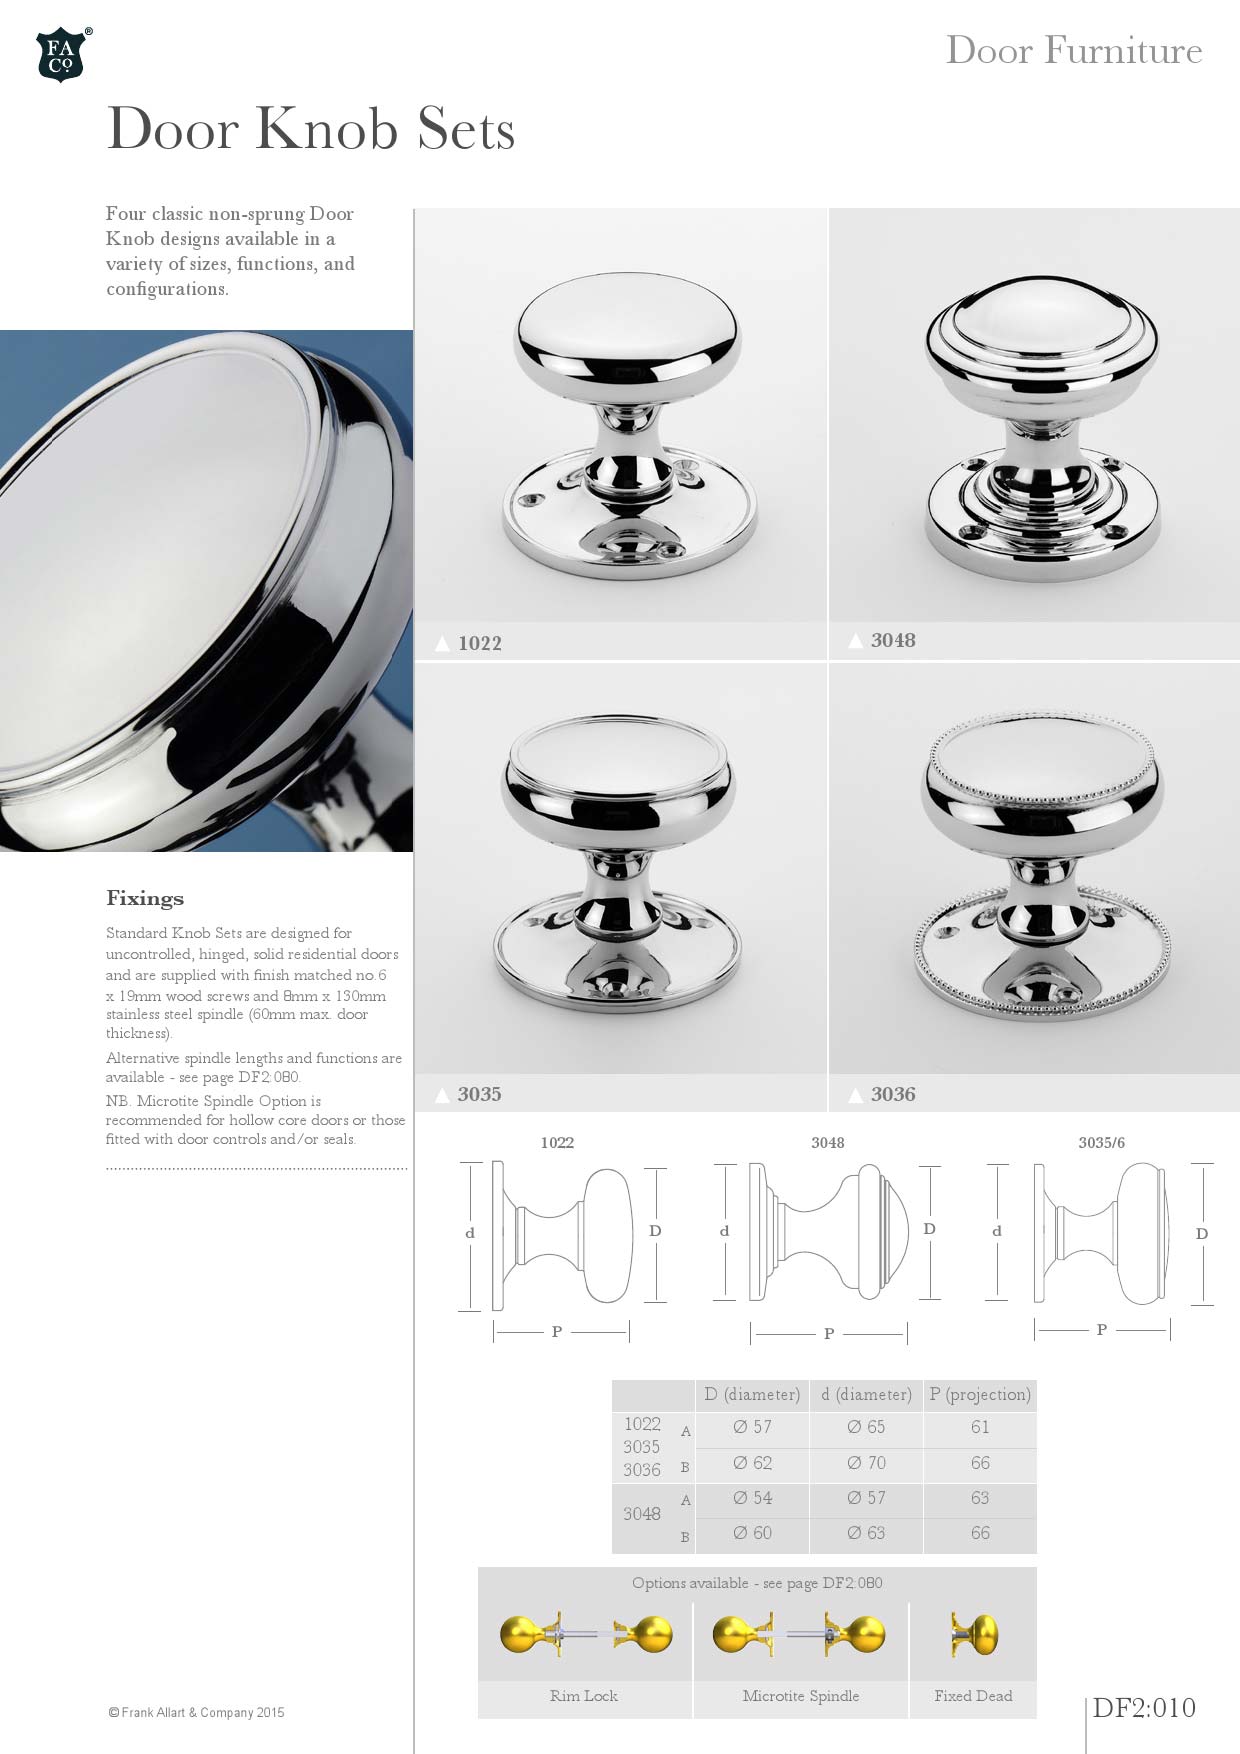 FA
Co.
®
Door Furniture
Door Knob Sets
Four classic non-sprung Door
Knob designs available in a
variety of sizes, functions, and
configurations.
1022
3048
3035
3036
Fixings
Standard Knob Sets are designed for
uncontrolled, hinged, solid residential doors
and are supplied with finish matched no.6
x 19mm wood screws and 8mm x 130mm
stainless steel spindle (60mm max. door
thickness).
Alternative spindle lengths and functions are
available - see page DF2:080.
NB. Microtite Spindle Option is
recommended for hollow core doors or those
fitted with door controls and/or seals.
1022 3048 3035/6
d D d D d D
P P P
D (diameter) d (diameter) P (projection)
1022 A Ø 57 Ø 65 61
3035
3036 B Ø 62 Ø 70 66
A Ø 54 Ø 57 63
3048
B Ø 60 Ø 63 66
Options available - see page DF2:080
Rim Lock Microtite Spindle Fixed Dead
© Frank Allart & Company 2015
DF2:010